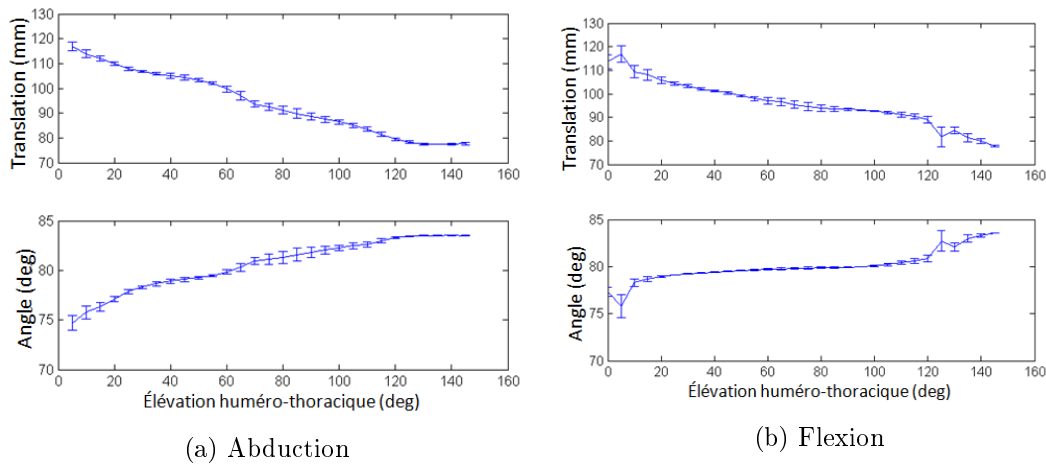 Translation (mm)
130
120
110
100
90
80
70
0 20 40 60 80 100 120 140 160
Angle (deg)
85
80
75
70
0 20 40 60 80 100 120 140 160
Élévation huméro-thoracique (deg)
(a) Abduction
Translation (mm)
130
120
110
100
90
80
70
0 20 40 60 80 100 120 140 160
Angle (deg)
85
80
75
70
0 20 40 60 80 100 120 140 160
Élévation huméro-thoracique (deg)
(b) Flexion